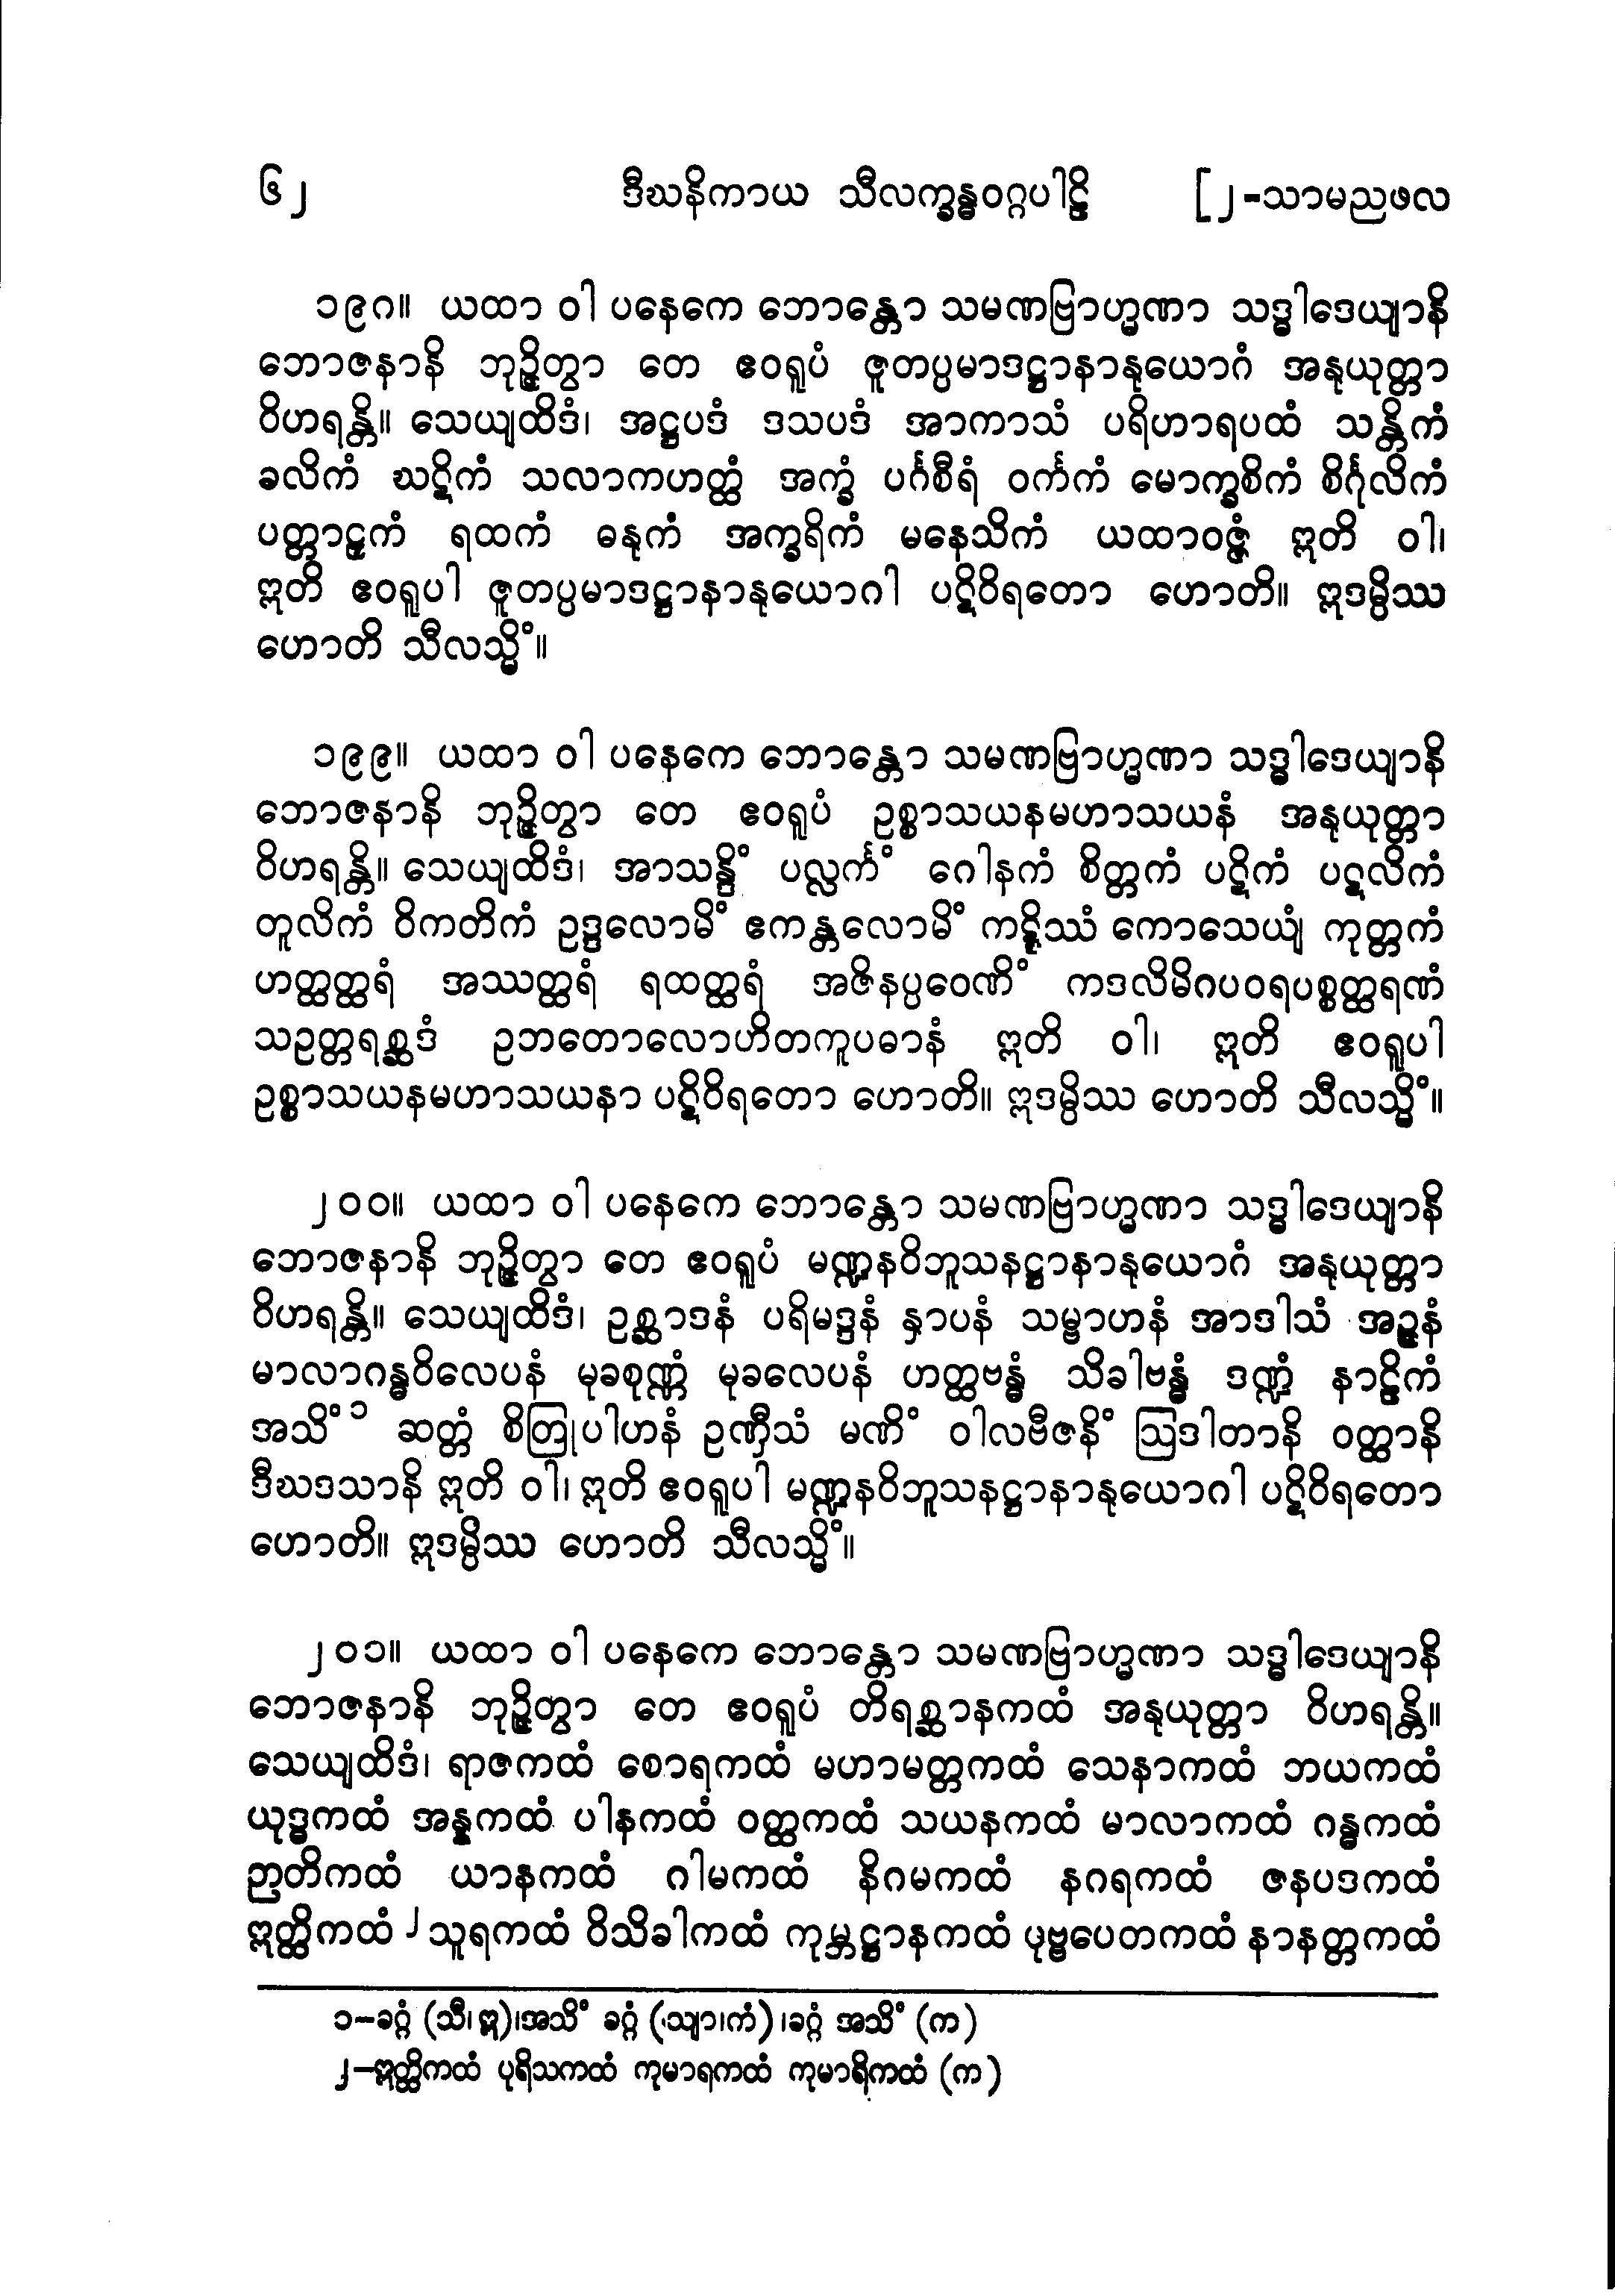 ၆၂ ဒီဃနိကာယ သီလက္ခန္ဓဝဂ္ဂပါဠိ [၂-သာမညဖလ
၁၉၈။ ယထာ ဝါ ပနေကေ ဘောန္တော သမဏဗြာဟ္မဏာ သဒ္ဓါဒေယျာနိ
ဘောဇနာနိ ဘုဉ္ဇိတွာ တေ ဧဝရူပံ ဇူတပ္ပမာဒဋ္ဌာနာနုယောဂံ အနုယုတ္တာ
ဝိဟရန္တိ။ သေယျထိဒံ၊ အဋ္ဌပဒံ ဒသပဒံ အာကာသံ ပရိဟာရပထံ သန္တိကံ
ခလိကံ ဃဋိကံ သလာကဟတ္ထံ အက္ခံ ပင်္ဂစီရံ ဝင်္ကကံ မောက္ခစိကံ စိင်္ဂုလိကံ
ပတ္တာဠှကံ ရထကံ ဓနုကံ အက္ခရိကံ မနေသိကံ ယထာဝဇ္ဇံ ဣတိ ဝါ၊
ဣတိ ဧဝရူပါ ဇူတပ္ပမာဒဋ္ဌာနာနုယောဂါ ပဋိဝိရတော ဟောတိ။ ဣဒမ္ပိဿ
ဟောတိ သီလသ္မိံ။
၁၉၉။ ယထာ ဝါ ပနေကေ ဘောန္တော သမဏဗြာဟ္မဏာ သဒ္ဓါဒေယျာနိ
ဘောဇနာနိ ဘုဉ္ဇိတွာ တေ ဧဝရူပံ ဥစ္စာသယနမဟာသယနံ အနုယုတ္တာ
ဝိဟရန္တိ။ သေယျထိဒံ၊ အာသန္ဒိံ ပလ္လင်္ကံ ဂေါနကံ စိတ္တကံ ပဋိကံ ပဋလိကံ
တူလိကံ ဝိကတိကံ ဥဒ္ဒလောမိံ ဧကန္တလောမိံ ကဋ္ဋိဿံ ကောသေယျံ ကုတ္တကံ
ဟတ္ထတ္ထရံ အဿတ္ထရံ ရထတ္ထရံ အဇိနပ္ပဝေဏိံ ကဒလိမိဂပဝရပစ္စတ္ထရဏံ
သဥတ္တရစ္ဆဒံ ဥဘတောလောဟိတကူပဓာနံ ဣတိ ဝါ၊ ဣတိ ဧဝရူပါ
ဥစ္စာသယနမဟာသယနာ ပဋိဝိရတော ဟောတိ။ ဣဒမ္ပိဿ ဟောတိ သီလသ္မိံ။
၂၀၀။ ယထာ ဝါ ပနေကေ ဘောန္တော သမဏဗြာဟ္မဏာ သဒ္ဓါဒေယျာနိ
ဘောဇနာနိ ဘုဉ္ဇိတွာ တေ ဧဝရူပံ မဏ္ဍနဝိဘူသနဋ္ဌာနာနုယောဂံ အနုယုတ္တာ
ဝိဟရန္တိ။ သေယျထိဒံ၊ ဥစ္ဆာဒနံ ပရိမဒ္ဒနံ နှာပနံ သမ္ဗာဟနံ အာဒါသံ အဉ္ဇနံ
မာလာဂန္ဓဝိလေပနံ မုခစုဏ္ဏံ မုခလေပနံ ဟတ္ထဗန္ဓံ သိခါဗန္ဓံ ဒဏ္ဍံ နာဠိကံ
အသိံ ၁ ဆတ္တံ စိတြုပါဟနံ ဥဏှီသံ မဏိံ ဝါလဗီဇနိံ ဩဒါတာနိ ဝတ္ထာနိ
ဒီဃဒသာနိ ဣတိ ဝါ၊ ဣတိ ဧဝရူပါ မဏ္ဍနဝိဘူသနဋ္ဌာနာနုယောဂါ ပဋိဝိရတော
ဟောတိ။ ဣဒမ္ပိဿ ဟောတိ သီလသ္မိံ။
၂၀၁။ ယထာ ဝါ ပနေကေ ဘောန္တော သမဏဗြာဟ္မဏာ သဒ္ဓါဒေယျာနိ
ဘောဇနာနိ ဘုဉ္ဇိတွာ တေ ဧဝရူပံ တိရစ္ဆာနကထံ အနုယုတ္တာ ဝိဟရန္တိ။
သေယျထိဒံ၊ ရာဇကထံ စောရကထံ မဟာမတ္တကထံ သေနာကထံ ဘယကထံ
ယုဒ္ဓကထံ အန္နကထံ ပါနကထံ ဝတ္ထကထံ သယနကထံ မာလာကထံ ဂန္ဓကထံ
ဉာတိကထံ ယာနကထံ ဂါမကထံ နိဂမကထံ နဂရကထံ ဇနပဒကထံ
ဣတ္ထိကထံ ၂ သူရကထံ ဝိသိခါကထံ ကုမ္ဘဋ္ဌာနကထံ ပုဗ္ဗပေတကထံ နာနတ္တကထံ
၁-ခဂ္ဂံ (သီ၊ ဣ)၊အသိံ ခဂ္ဂံ (သျာ၊ကံ) ၊ခဂ္ဂံ အသိံ (က)
၂-ဣတ္ထိကထံ ပုရိသကထံ ကုမာရကထံ ကုမာရိကထံ (က)